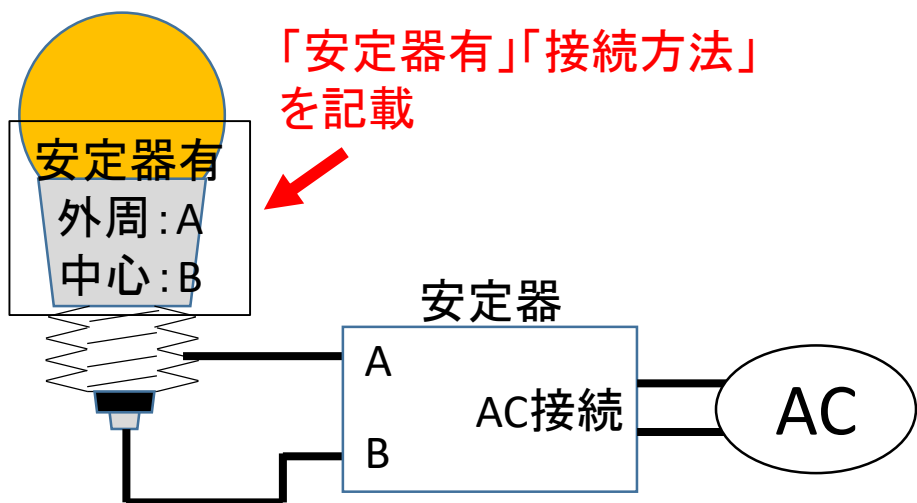 「安定器有」「接続方法」
を記載
安定器有
外周：A
中心：B
安定器
A
AC接続
B
AC